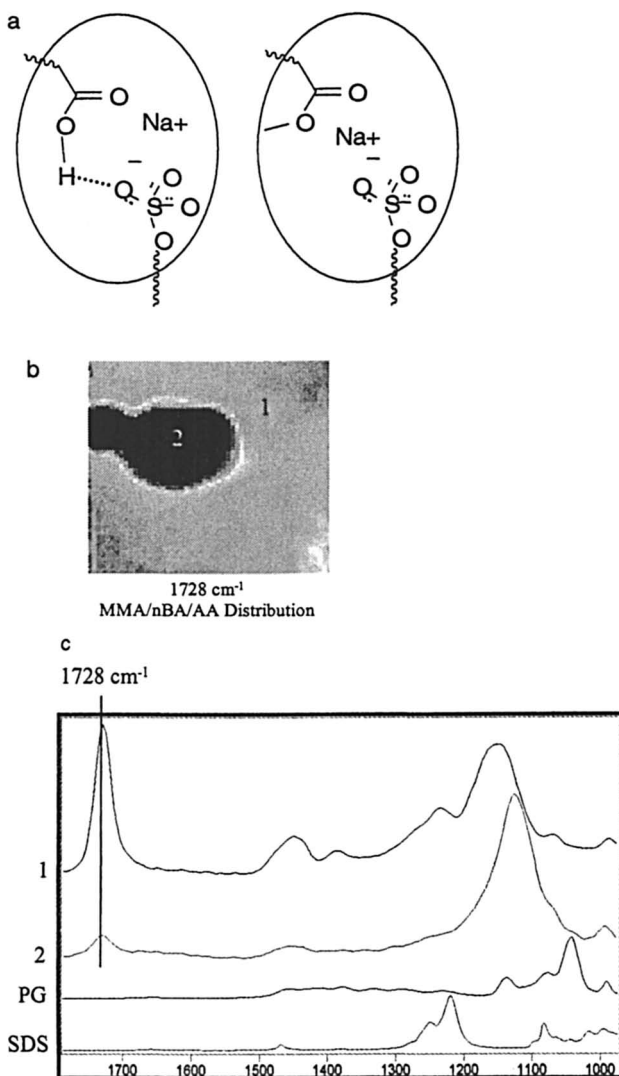 a
O
O
Na+
H
O
O
S
O
O
O
O
Na+
O
O
S
O
O
b
1
2
1728 cm-1
MMA/nBA/AA Distribution
c
1728 cm-1
1
2
PG
SDS
1700 1600 1500 1400 1300 1200 1100 1000